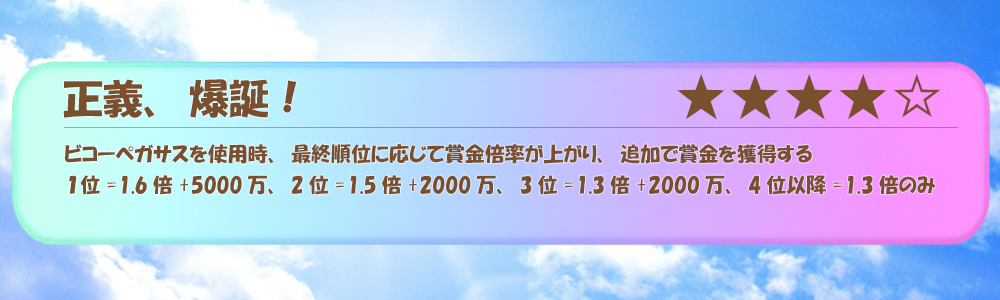 正義、爆誕！ ★★★★☆
ビコーペガサスを使用時、最終順位に応じて賞金倍率が上がり、追加で賞金を獲得する
1位=1.6倍+5000万、2位=1.5倍+2000万、3位=1.3倍+2000万、4位以降=1.3倍のみ